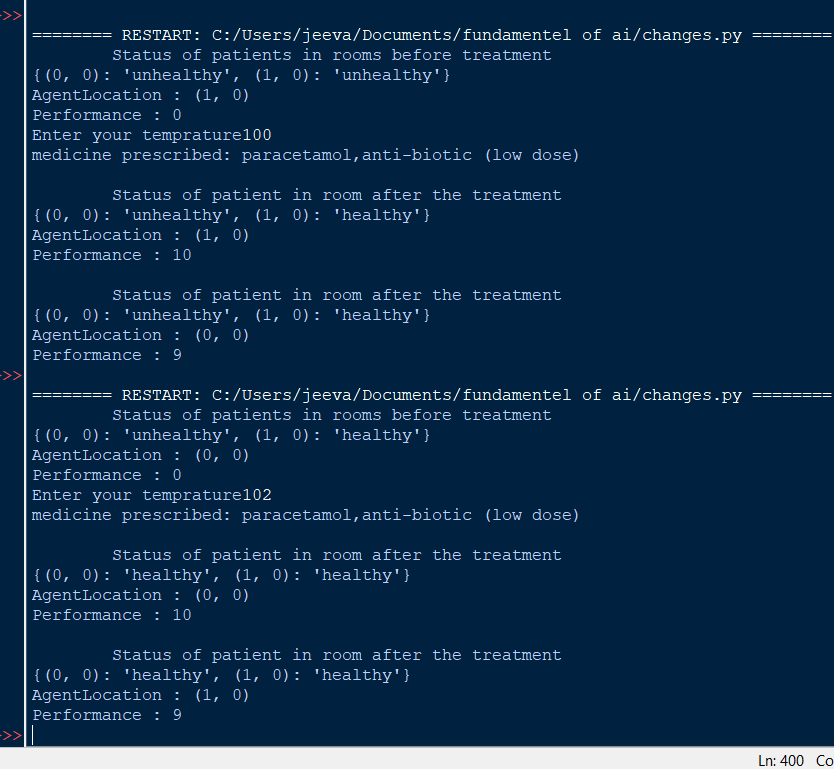 >>>
======== RESTART: C:/Users/jeeva/Documents/fundamentel of ai/changes.py ========
Status of patients in rooms before treatment
{(0, 0): 'unhealthy', (1, 0): 'unhealthy'}
AgentLocation : (1, 0)
Performance : 0
Enter your temprature100
medicine prescribed: paracetamol,anti-biotic (low dose)
Status of patient in room after the treatment
{(0, 0): 'unhealthy', (1, 0): 'healthy'}
AgentLocation : (1, 0)
Performance : 10
Status of patient in room after the treatment
{(0, 0): 'unhealthy', (1, 0): 'healthy'}
AgentLocation : (0, 0)
Performance : 9
>>>
======== RESTART: C:/Users/jeeva/Documents/fundamentel of ai/changes.py ========
Status of patients in rooms before treatment
{(0, 0): 'unhealthy', (1, 0): 'healthy'}
AgentLocation : (0, 0)
Performance : 0
Enter your temprature102
medicine prescribed: paracetamol,anti-biotic (low dose)
Status of patient in room after the treatment
{(0, 0): 'healthy', (1, 0): 'healthy'}
AgentLocation : (0, 0)
Performance : 10
Status of patient in room after the treatment
{(0, 0): 'healthy', (1, 0): 'healthy'}
AgentLocation : (1, 0)
Performance : 9
>>>
Ln: 400 Co